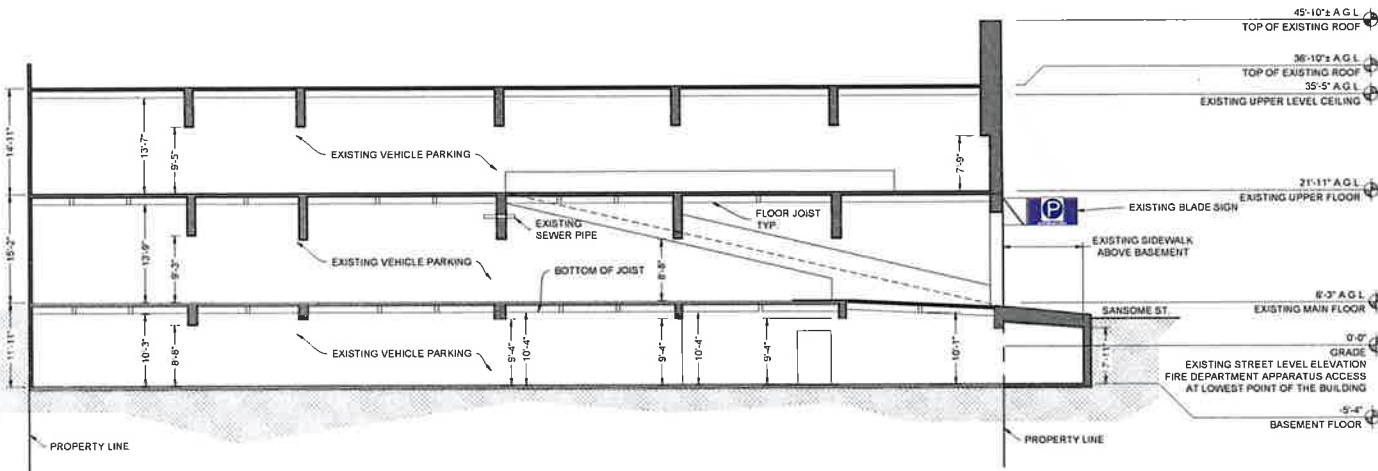 45'-10"± A G L
TOP OF EXISTING ROOF
36'-10"± A G L
TOP OF EXISTING ROOF
35'-5" A G L
EXISTING UPPER LEVEL CEILING
14'-11"
13'-7"
9'-5"
EXISTING VEHICLE PARKING
7'-9"
21'-11" A G L
EXISTING UPPER FLOOR
P
EXISTING BLADE SIGN
15'-2"
13'-9"
9'-3"
EXISTING
SEWER PIPE
FLOOR JOIST
TYP.
EXISTING SIDEWALK
ABOVE BASEMENT
EXISTING VEHICLE PARKING
BOTTOM OF JOIST
8'-8"
6'-3" A G L
EXISTING MAIN FLOOR
SANSOME ST.
11'-11"
10'-3"
8'-8"
EXISTING VEHICLE PARKING
9'-4"
10'-4"
9'-4"
10'-4"
9'-4"
10'-1"
7'-11"
0'-0"
GRADE
EXISTING STREET LEVEL ELEVATION
FIRE DEPARTMENT APPARATUS ACCESS
AT LOWEST POINT OF THE BUILDING
-5'-4"
BASEMENT FLOOR
PROPERTY LINE
PROPERTY LINE